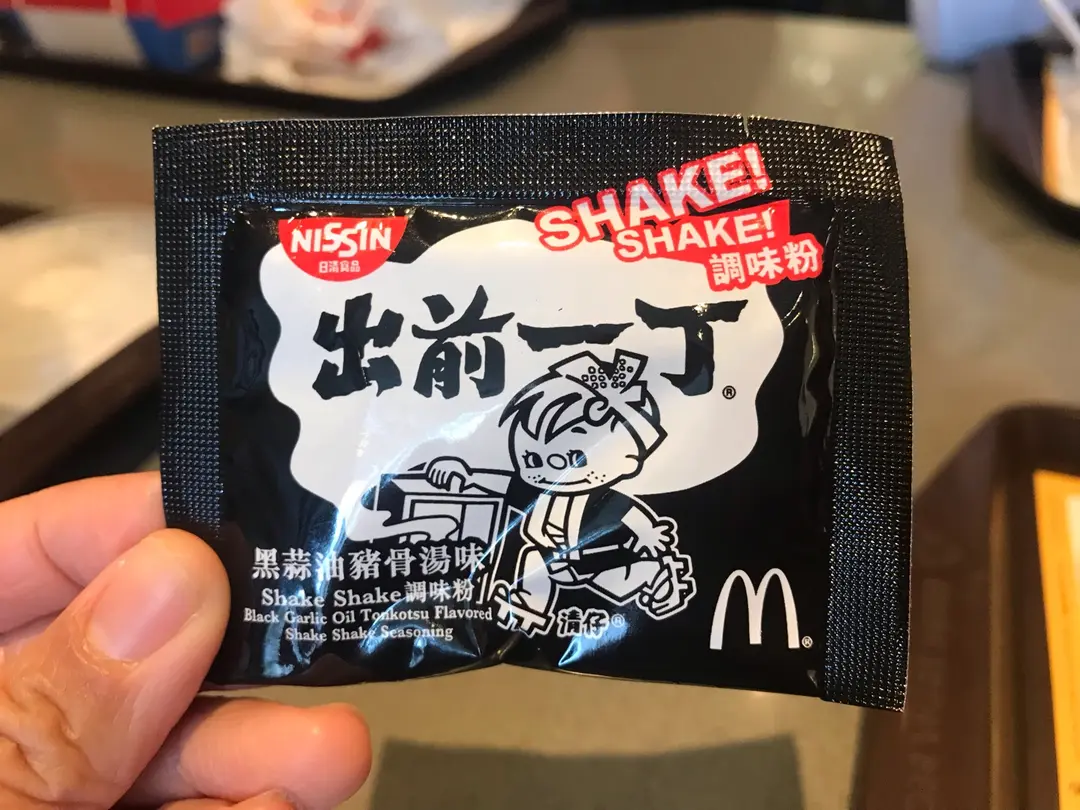 NISSIN
日清食品
SHAKE!
SHAKE!
調味粉
出前一丁®
黑蒜油豬骨湯味
Shake Shake調味粉
Black Garlic Oil Tonkotsu Flavored
Shake Shake Seasoning
清仔®
M®